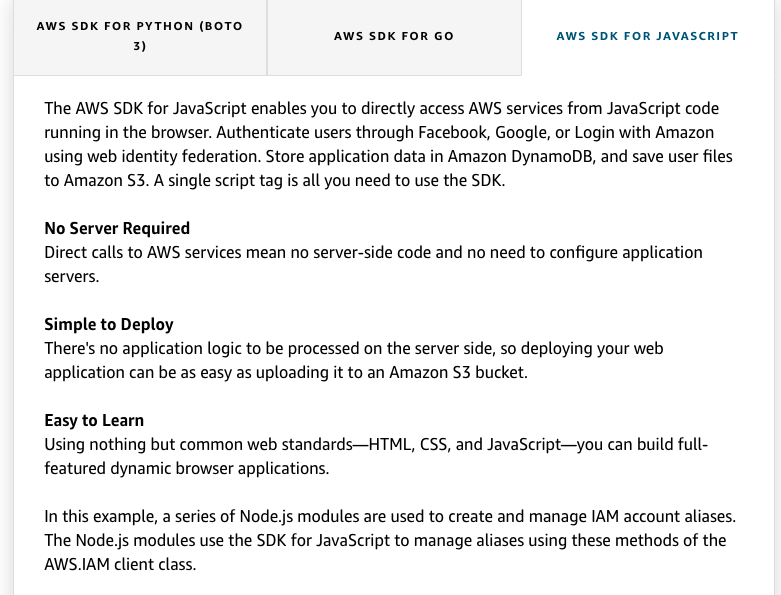 AWS SDK FOR PYTHON (BOTO
3)
AWS SDK FOR GO
AWS SDK FOR JAVASCRIPT
The AWS SDK for JavaScript enables you to directly access AWS services from JavaScript code
running in the browser. Authenticate users through Facebook, Google, or Login with Amazon
using web identity federation. Store application data in Amazon DynamoDB, and save user files
to Amazon S3. A single script tag is all you need to use the SDK.
No Server Required
Direct calls to AWS services mean no server-side code and no need to configure application
servers.
Simple to Deploy
There's no application logic to be processed on the server side, so deploying your web
application can be as easy as uploading it to an Amazon S3 bucket.
Easy to Learn
Using nothing but common web standards—HTML, CSS, and JavaScript—you can build full-
featured dynamic browser applications.
In this example, a series of Node.js modules are used to create and manage IAM account aliases.
The Node.js modules use the SDK for JavaScript to manage aliases using these methods of the
AWS.IAM client class.